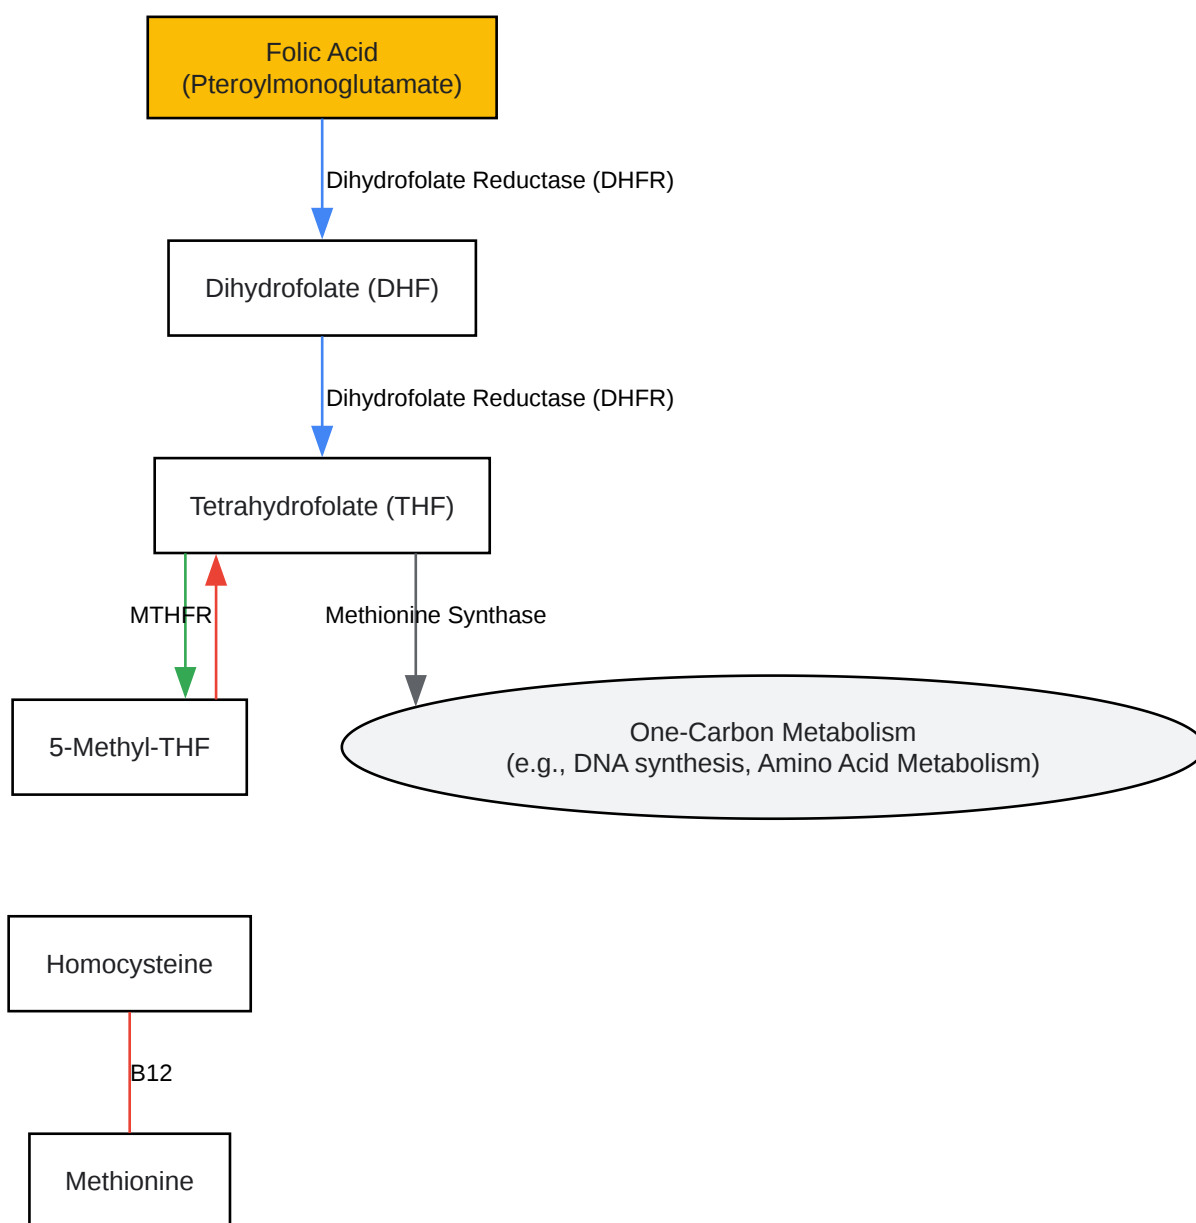 Folic Acid
(Pteroylmonoglutamate)
Dihydrofolate Reductase (DHFR)
Dihydrofolate (DHF)
Dihydrofolate Reductase (DHFR)
Tetrahydrofolate (THF)
MTHFR
Methionine Synthase
5-Methyl-THF
One-Carbon Metabolism
(e.g., DNA synthesis, Amino Acid Metabolism)
Homocysteine
B12
Methionine